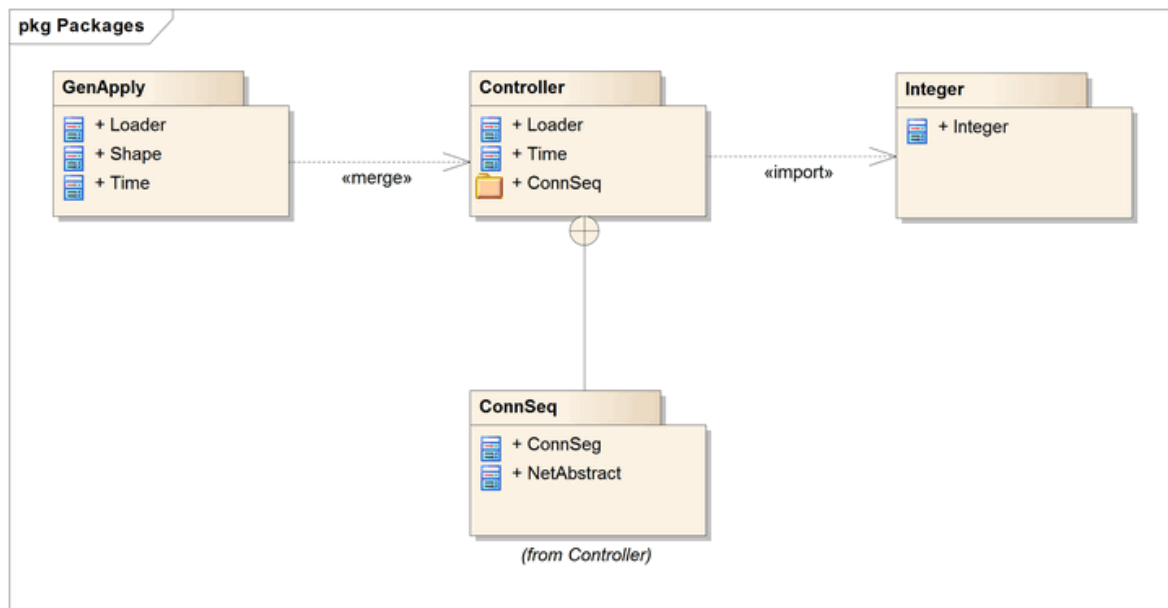 pkg Packages
GenApply
+ Loader
+ Shape
+ Time
«merge»
Controller
+ Loader
+ Time
+ ConnSeq
«import»
Integer
+ Integer
ConnSeq
+ ConnSeg
+ NetAbstract
(from Controller)